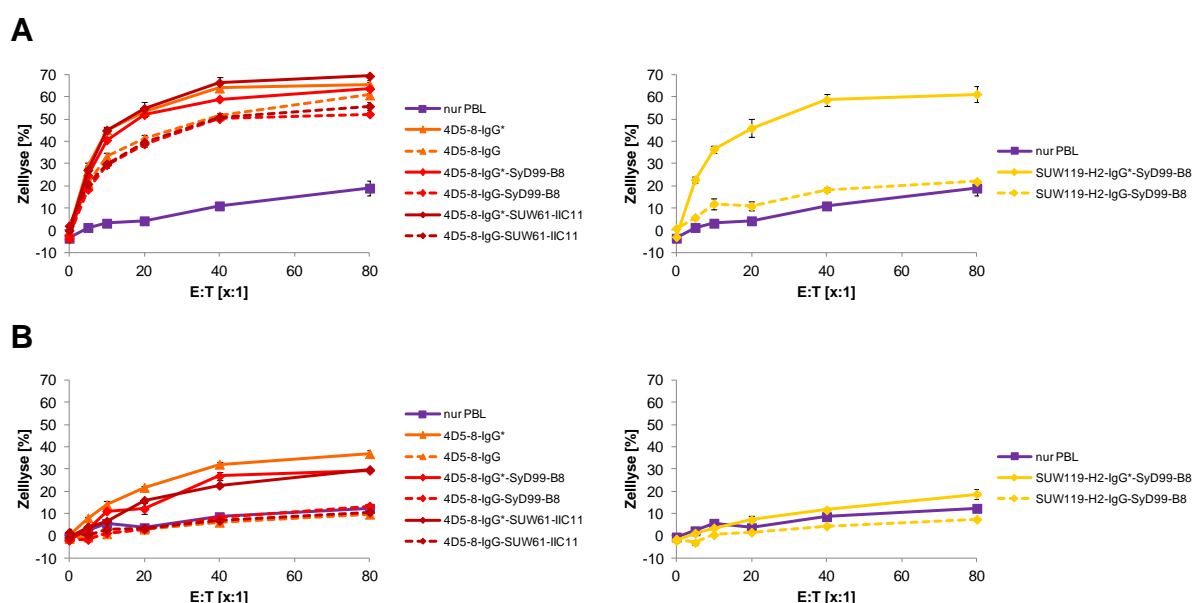 A
Zelllyse [%]
70
60
50
40
30
20
10
0
-10
0
20
40
60
80
E:T [x:1]
nur PBL
4D5-8-IgG*
4D5-8-IgG
4D5-8-IgG*-SyD99-B8
4D5-8-IgG-SyD99-B8
4D5-8-IgG*-SUW61-IIC11
4D5-8-IgG-SUW61-IIC11
Zelllyse [%]
70
60
50
40
30
20
10
0
-10
0
20
40
60
80
E:T [x:1]
nur PBL
SUW119-H2-IgG*-SyD99-B8
SUW119-H2-IgG-SyD99-B8
B
Zelllyse [%]
70
60
50
40
30
20
10
0
-10
0
20
40
60
80
E:T [x:1]
nur PBL
4D5-8-IgG*
4D5-8-IgG
4D5-8-IgG*-SyD99-B8
4D5-8-IgG-SyD99-B8
4D5-8-IgG*-SUW61-IIC11
4D5-8-IgG-SUW61-IIC11
Zelllyse [%]
70
60
50
40
30
20
10
0
-10
0
20
40
60
80
E:T [x:1]
nur PBL
SUW119-H2-IgG*-SyD99-B8
SUW119-H2-IgG-SyD99-B8